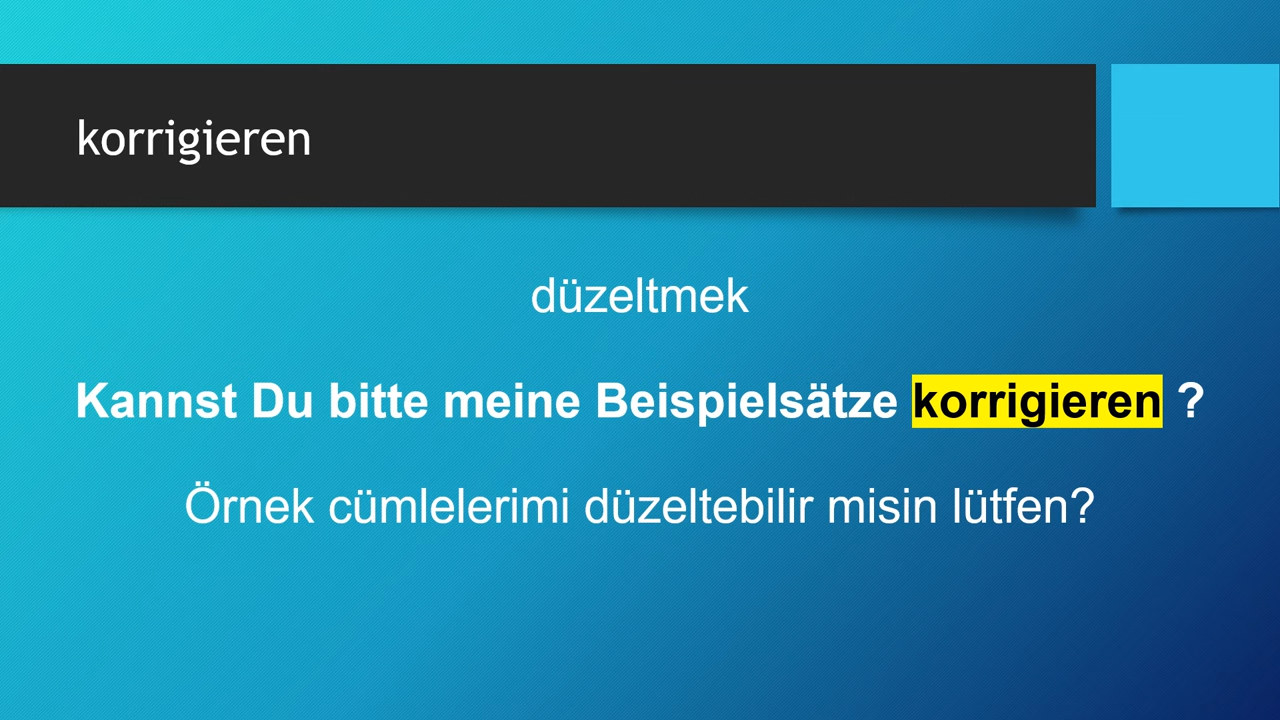 korrigieren
düzeltmek
Kannst Du bitte meine Beispielsätze korrigieren ?
Örnek cümlelerimi düzeltebilir misin lütfen?